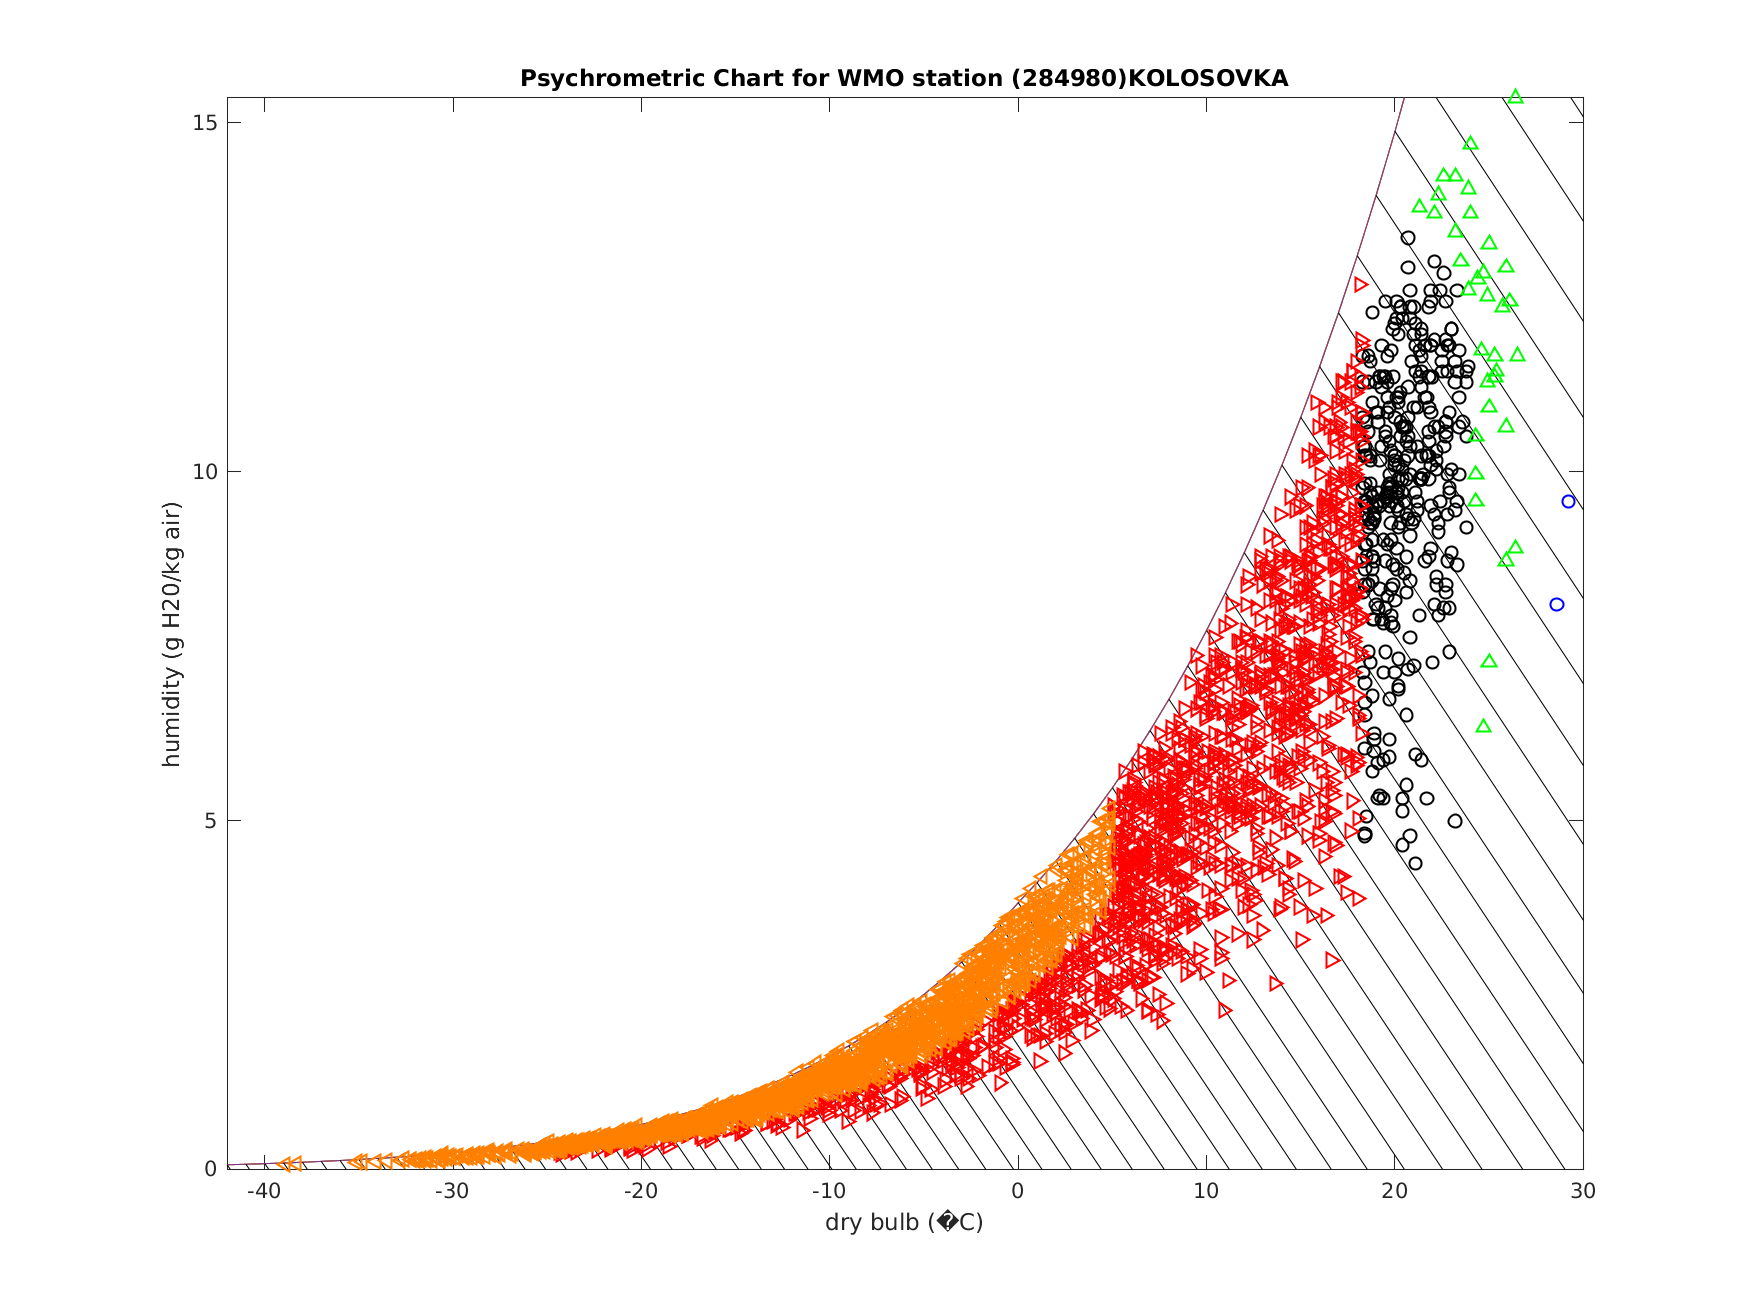 Psychrometric Chart for WMO station (284980)KOLOSOVKA
15
10
5
0
humidity (g H20/kg air)
-40 -30 -20 -10 0 10 20 30
dry bulb (�C)